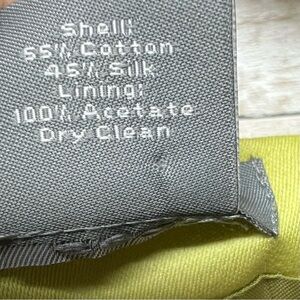 Shell:
55% Cotton
45% Silk
Lining:
100% Acetate
Dry Clean